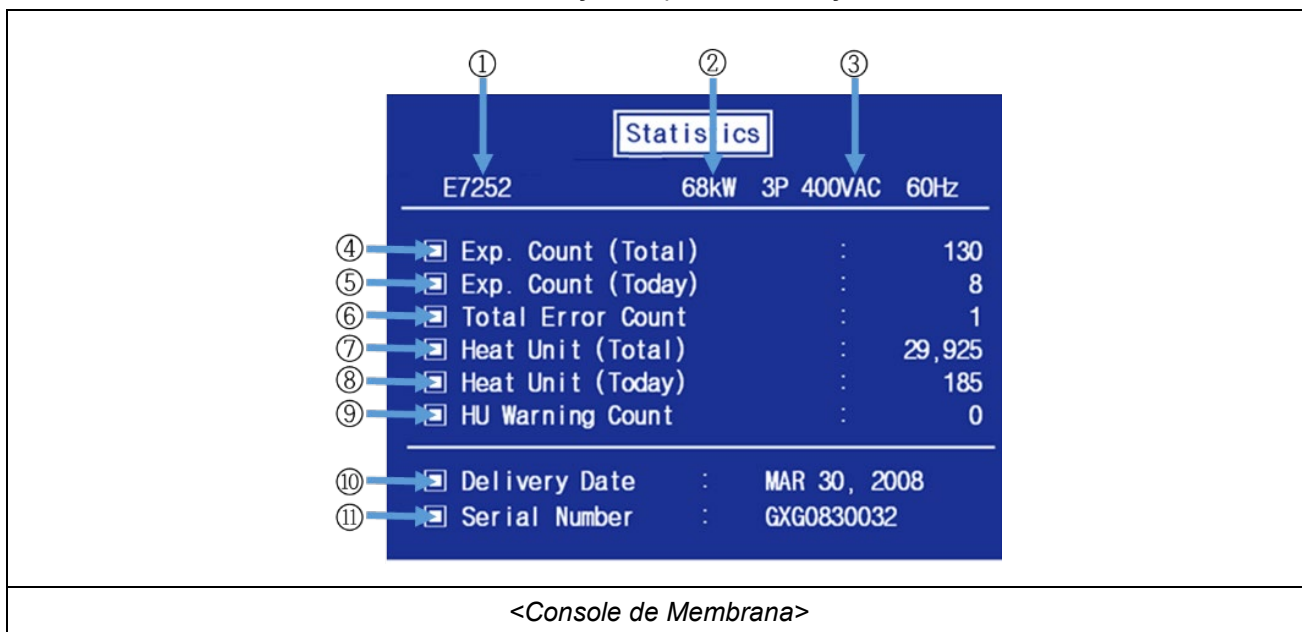 ① ② ③
Statistics
E7252 68kW 3P 400VAC 60Hz
④ Exp. Count (Total) : 130
⑤ Exp. Count (Today) : 8
⑥ Total Error Count : 1
⑦ Heat Unit (Total) : 29,925
⑧ Heat Unit (Today) : 185
⑨ HU Warning Count : 0
⑩ Delivery Date : MAR 30, 2008
⑪ Serial Number : GXG0830032
<Console de Membrana>